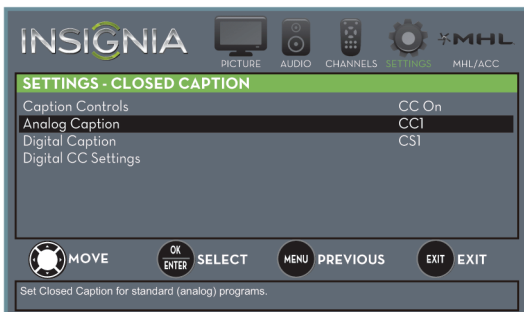 INSIGNIA
PICTURE AUDIO CHANNELS SETTINGS MHL MHL/ACC
SETTINGS - CLOSED CAPTION
Caption Controls CC On
Analog Caption CC1
Digital Caption CS1
Digital CC Settings
MOVE OK ENTER SELECT MENU PREVIOUS EXIT EXIT
Set Closed Caption for standard (analog) programs.